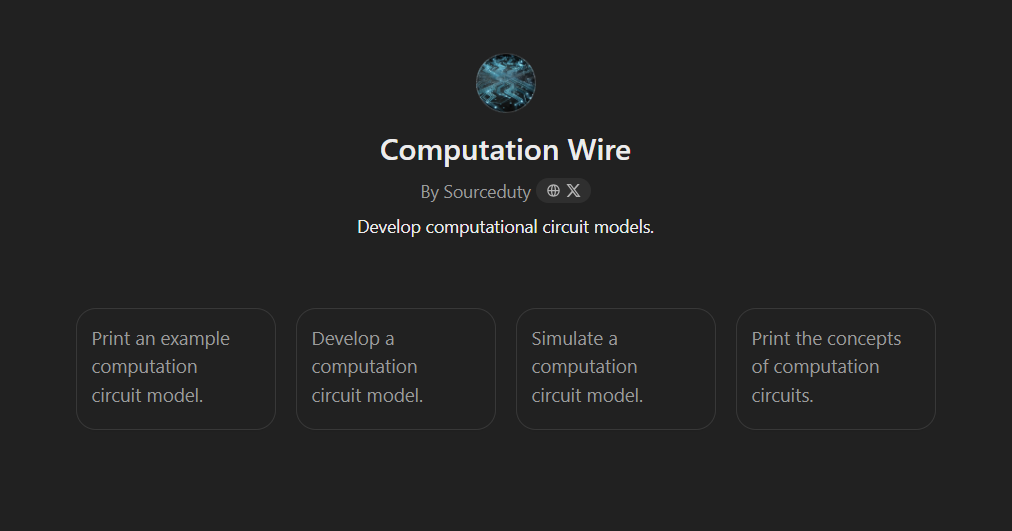 Computation Wire
By Sourceduty
Develop computational circuit models.
Print an example
computation
circuit model.
Develop a
computation
circuit model.
Simulate a
computation
circuit model.
Print the concepts
of computation
circuits.